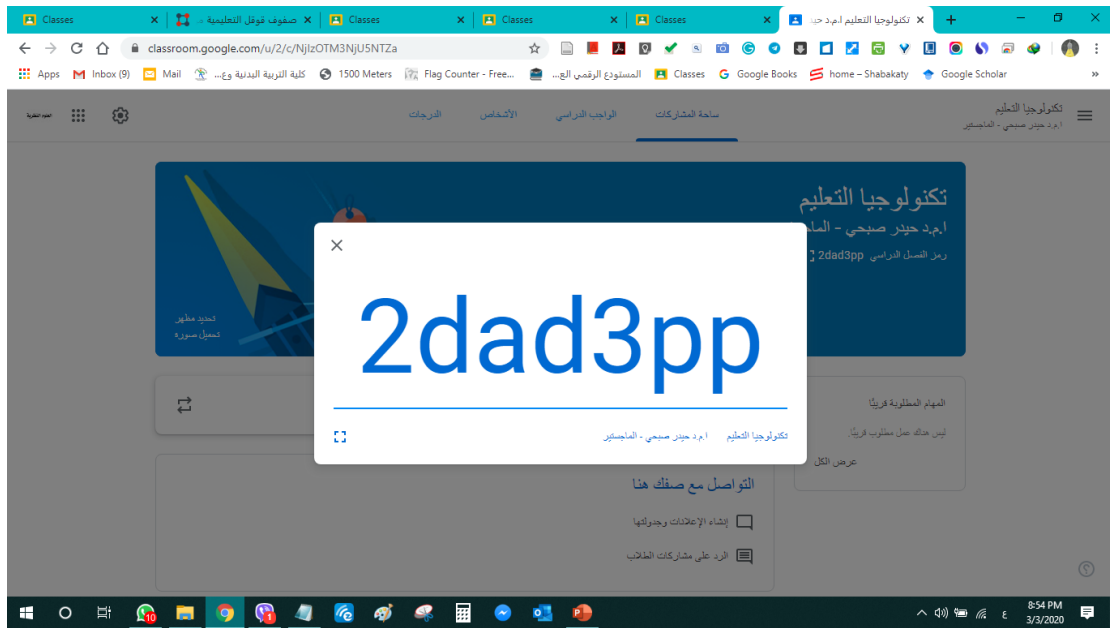 Classes
صفوف قوقل التعليمية
Classes
Classes
Classes
تكنولوجيا التعليم ا.م.د حيد
classroom.google.com/u/2/c/NjIzOTM3NjU5NTZa
Apps
Inbox (9)
Mail
كلية التربية البدنية وع...
1500 Meters
Flag Counter - Free...
المستودع الرقمي الع...
Classes
Google Books
home – Shabakaty
Google Scholar
تكنولوجيا التعليم
ا.م.د حيدر صبحي - الماجستير
ساحة المشاركات
الواجب الدراسي
الأشخاص
الدرجات
تكنولوجيا التعليم
ا.م.د حيدر صبحي - الما
رمز الفصل الدراسي 2dad3pp
تحديد مظهر
تحميل صورة
2dad3pp
تكنولوجيا التعليم ا.م.د حيدر صبحي - الماجستير
المهام المطلوبة قريبًا
ليس هناك عمل مطلوب قريبًا.
عرض الكل
التواصل مع صفك هنا
إنشاء الإعلانات وجدولتها
الرد على مشاركات الطلاب
10
1
ع
8:54 PM
3/3/2020